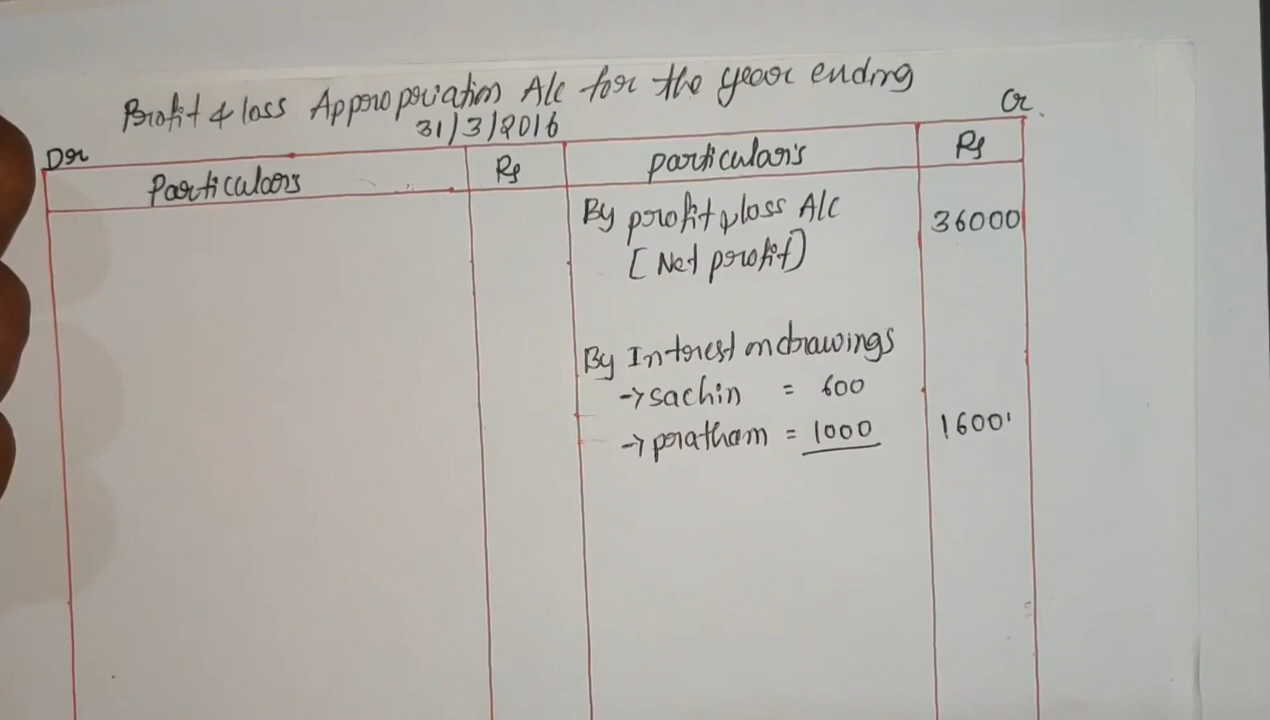 Profit & loss Appropriation A/c for the year ending
31/3/2016
Dr
Cr.
Particulars Rs particulars Rs
By profit & loss A/c 36000
[Net profit]
By Interest on drawings
→ sachin = 600
→ pratham = 1000 1600